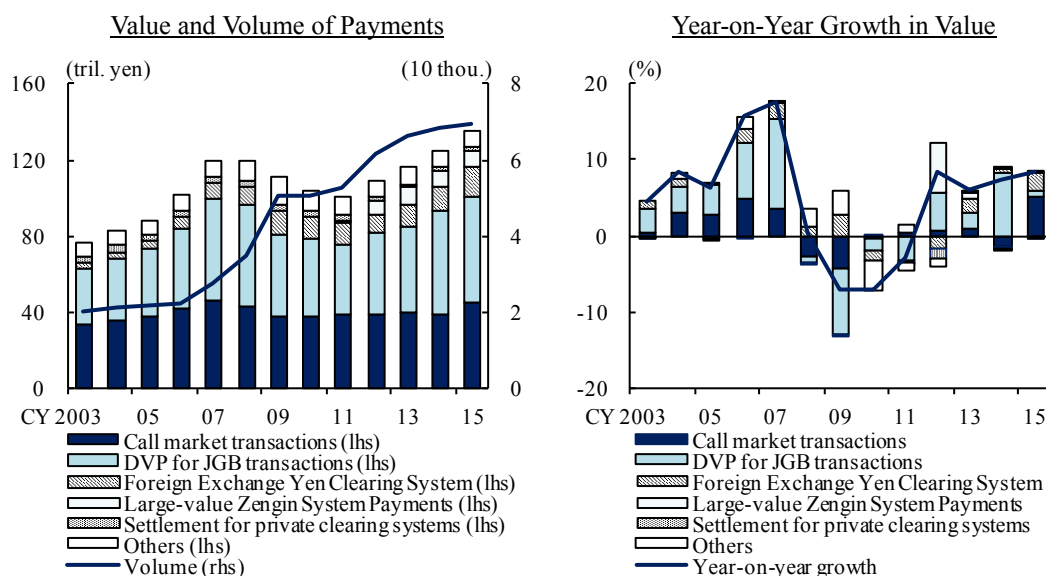 Value and Volume of Payments
(tril. yen) (10 thou.)
160 8
120 6
80 4
40 2
0 0
CY 2003 05 07 09 11 13 15
Call market transactions (lhs)
DVP for JGB transactions (lhs)
Foreign Exchange Yen Clearing System (lhs)
Large-value Zengin System Payments (lhs)
Settlement for private clearing systems (lhs)
Others (lhs)
Volume (rhs)
Year-on-Year Growth in Value
(%)
20
10
0
-10
-20
CY 2003 05 07 09 11 13 15
Call market transactions
DVP for JGB transactions
Foreign Exchange Yen Clearing System
Large-value Zengin System Payments
Settlement for private clearing systems
Others
Year-on-year growth